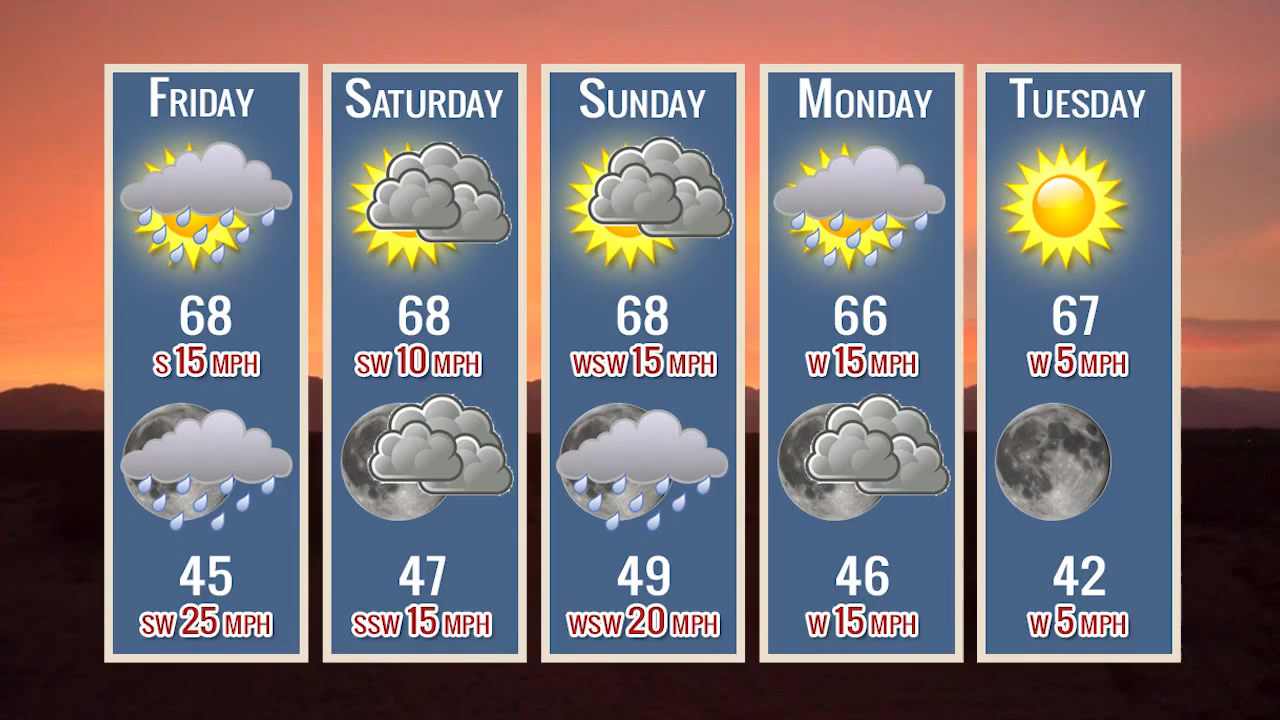 FRIDAY
68
S 15 MPH
45
SW 25 MPH
SATURDAY
68
SW 10 MPH
47
SSW 15 MPH
SUNDAY
68
WSW 15 MPH
49
WSW 20 MPH
MONDAY
66
W 15 MPH
46
W 15 MPH
TUESDAY
67
W 5 MPH
42
W 5 MPH